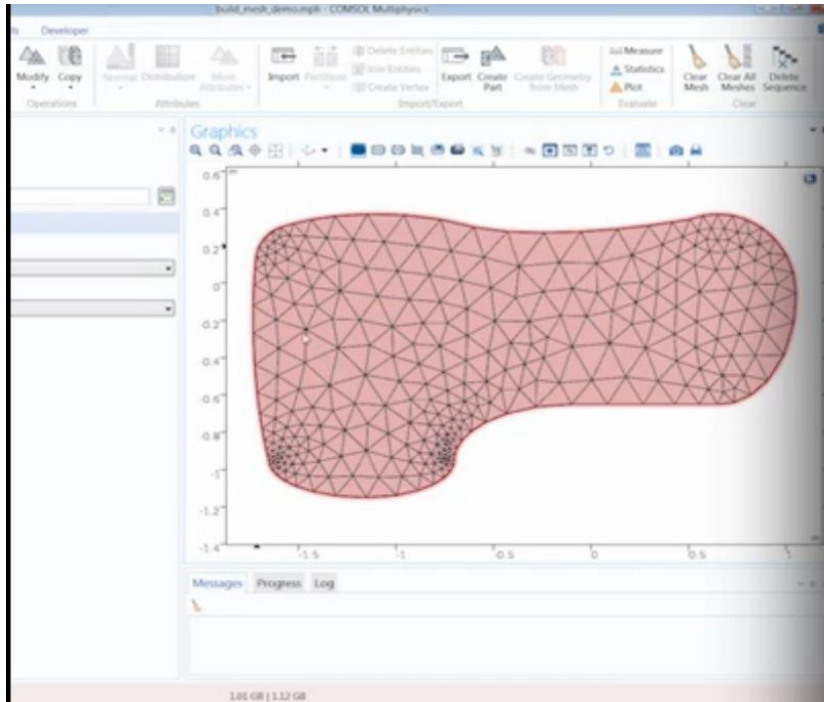 build_mesh_demo.mph - COMSOL Multiphysics
Developer
Modify Copy Normal Distribution More Attributes Import Partitions Delete Entities Join Entities Create Vertex Export Create Part Create Geometry from Mesh Measure Statistics Plot Clear Mesh Clear All Meshes Delete Sequence
Operations Attributes Import/Export Evaluate Clear
Graphics
0.6
0.4
0.2
0
-0.2
-0.4
-0.6
-0.8
-1
-1.2
-1.4
-1.5 -1 -0.5 0 0.5 1
Messages Progress Log
1.01 GB | 1.12 GB